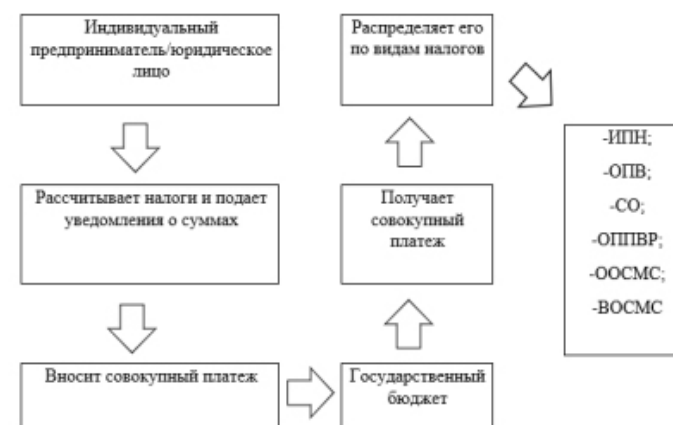 Индивидуальный
предприниматель/юридическое
лицо
Рассчитывает налоги и подает
уведомления о суммах
Вносит совокупный платеж
Государственный
бюджет
Получает
совокупный
платеж
Распределяет его
по видам налогов
-ИПН;
-ОПВ;
-СО;
-ОППВР;
-ООСМС;
-ВОСМС